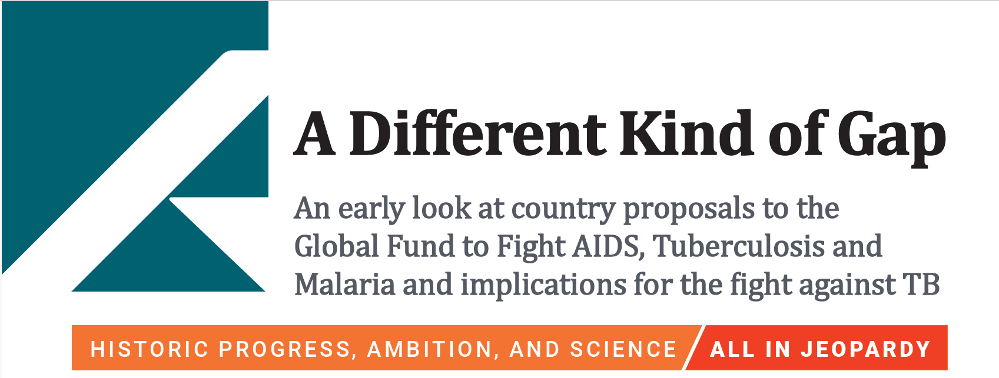 A Different Kind of Gap
An early look at country proposals to the
Global Fund to Fight AIDS, Tuberculosis and
Malaria and implications for the fight against TB
HISTORIC PROGRESS, AMBITION, AND SCIENCE ALL IN JEOPARDY